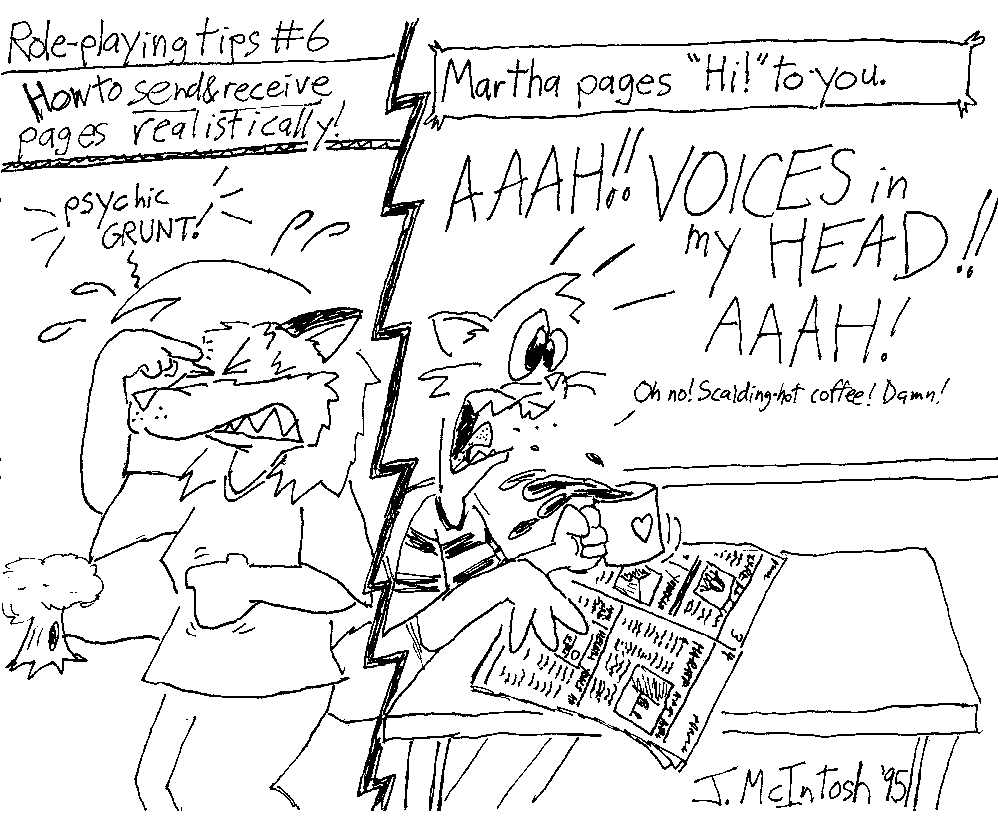 Role-playing tips #6
How to send & receive
pages realistically!
psychic
GRUNT!
Martha pages "Hi!" to you.
AAAH!! VOICES in
my HEAD!!
AAAH!
Oh no! Scalding-hot coffee! Damn!
J. McIntosh '95